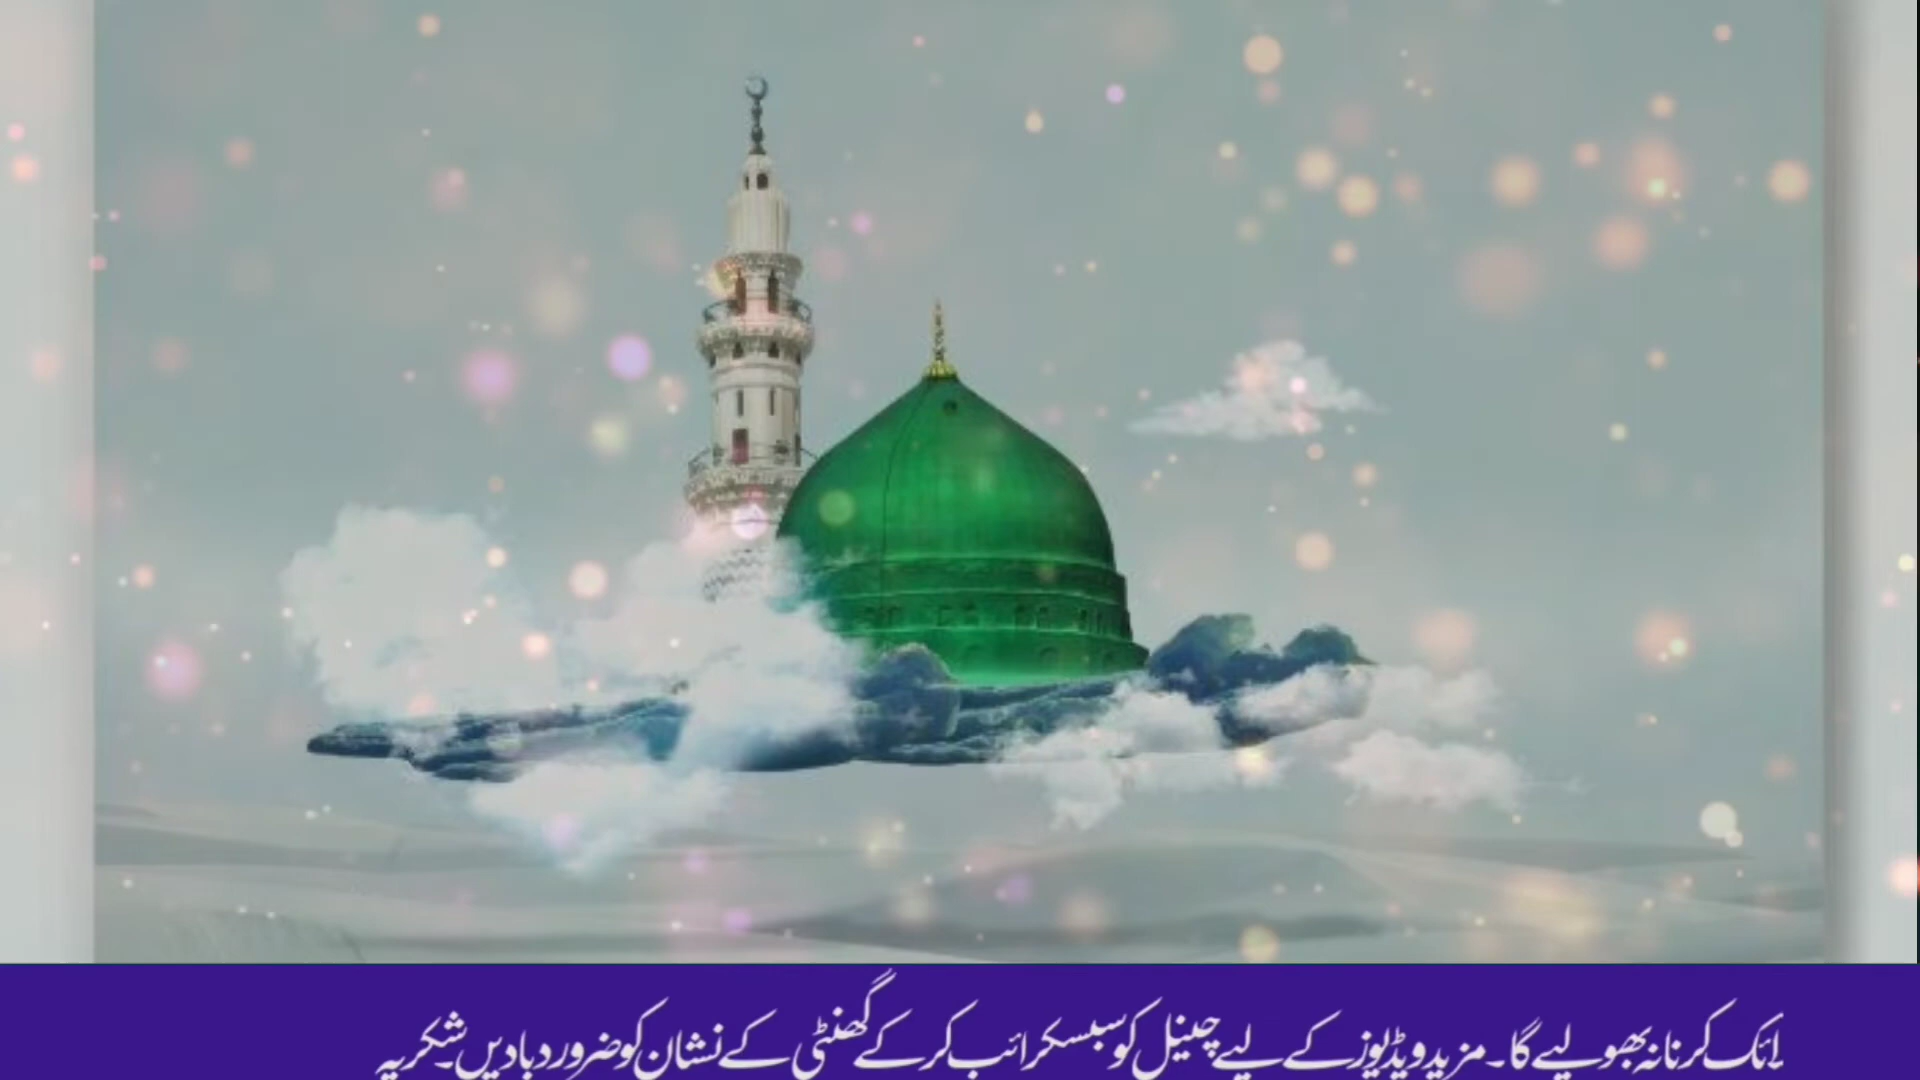 لائک کرنا نہ بھولیے گا۔ مزید ویڈیوز کے لیے چینل کو سبسکرائب کر کے گھنٹی کے نشان کو ضرور دبا دیں۔ شکریہ